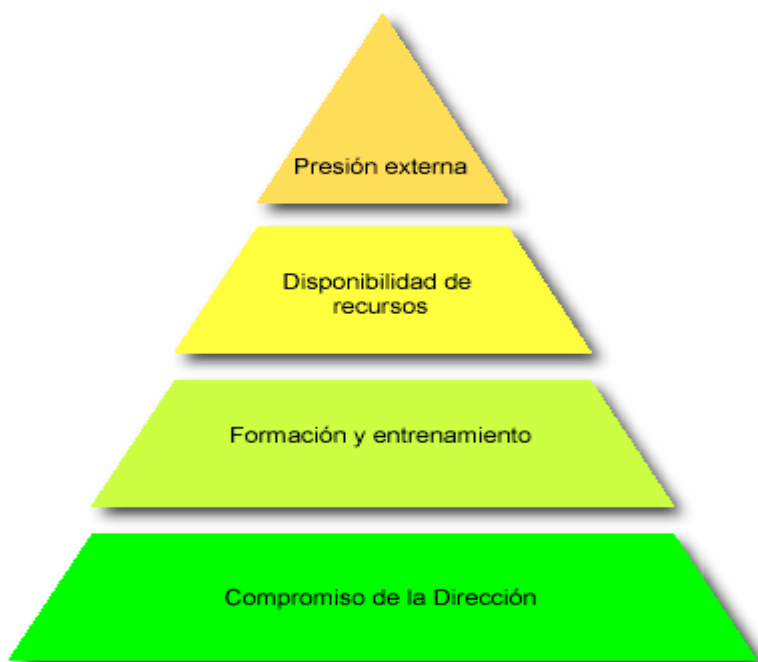 Presión externa
Disponibilidad de
recursos
Formación y entrenamiento
Compromiso de la Dirección